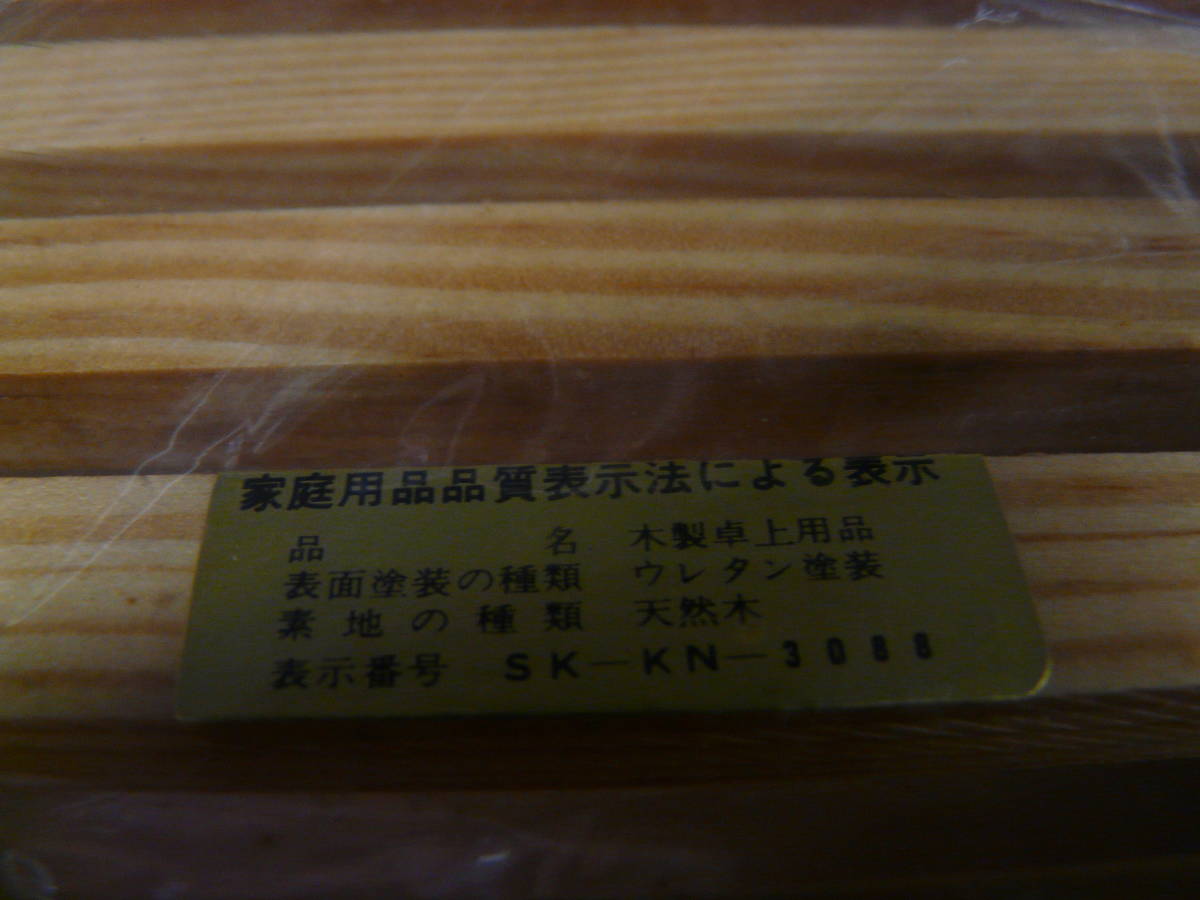 家庭用品品質表示法による表示
品名 木製卓上用品
表面塗装の種類 ウレタン塗装
素地の種類 天然木
表示番号 SK-KN-3088